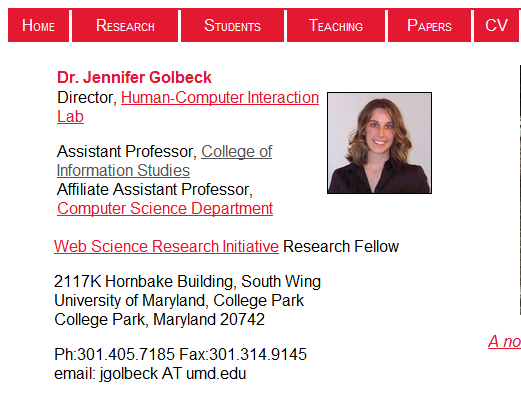 Home Research Students Teaching Papers CV
Dr. Jennifer Golbeck
Director, Human-Computer Interaction
Lab
Assistant Professor, College of
Information Studies
Affiliate Assistant Professor,
Computer Science Department
Web Science Research Initiative Research Fellow
2117K Hornbake Building, South Wing
University of Maryland, College Park
College Park, Maryland 20742
Ph:301.405.7185 Fax:301.314.9145
A no
email: jgolbeck AT umd.edu